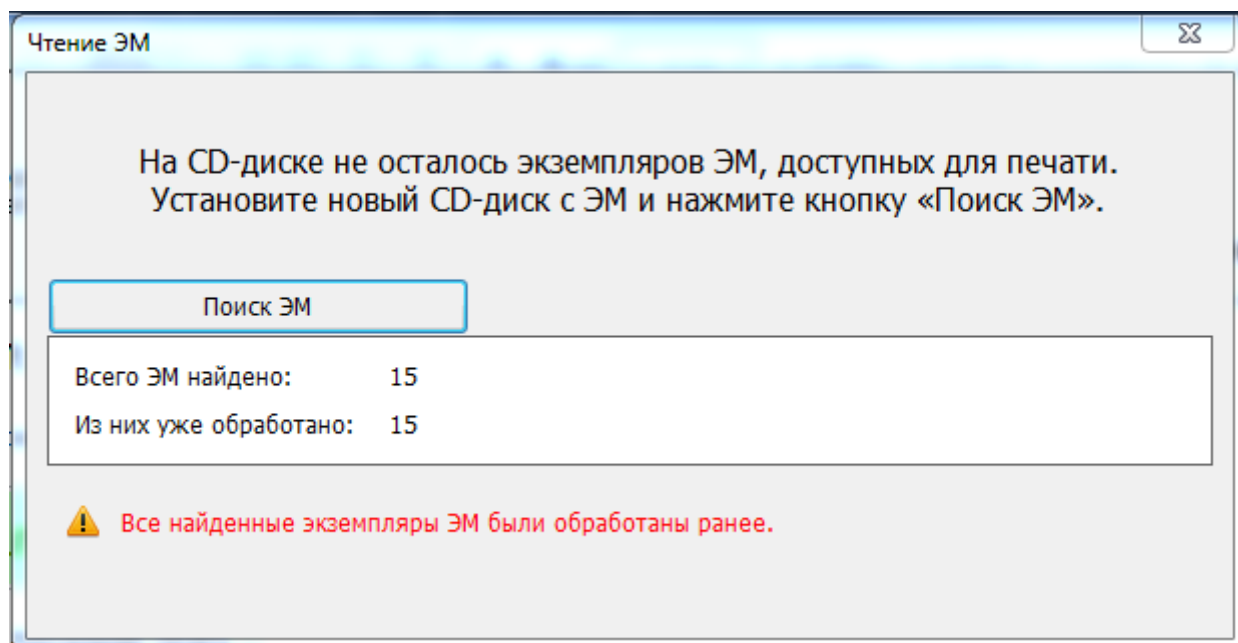 Чтение ЭМ
На CD-диске не осталось экземпляров ЭМ, доступных для печати.
Установите новый CD-диск с ЭМ и нажмите кнопку «Поиск ЭМ».
Поиск ЭМ
Всего ЭМ найдено: 15
Из них уже обработано: 15
Все найденные экземпляры ЭМ были обработаны ранее.